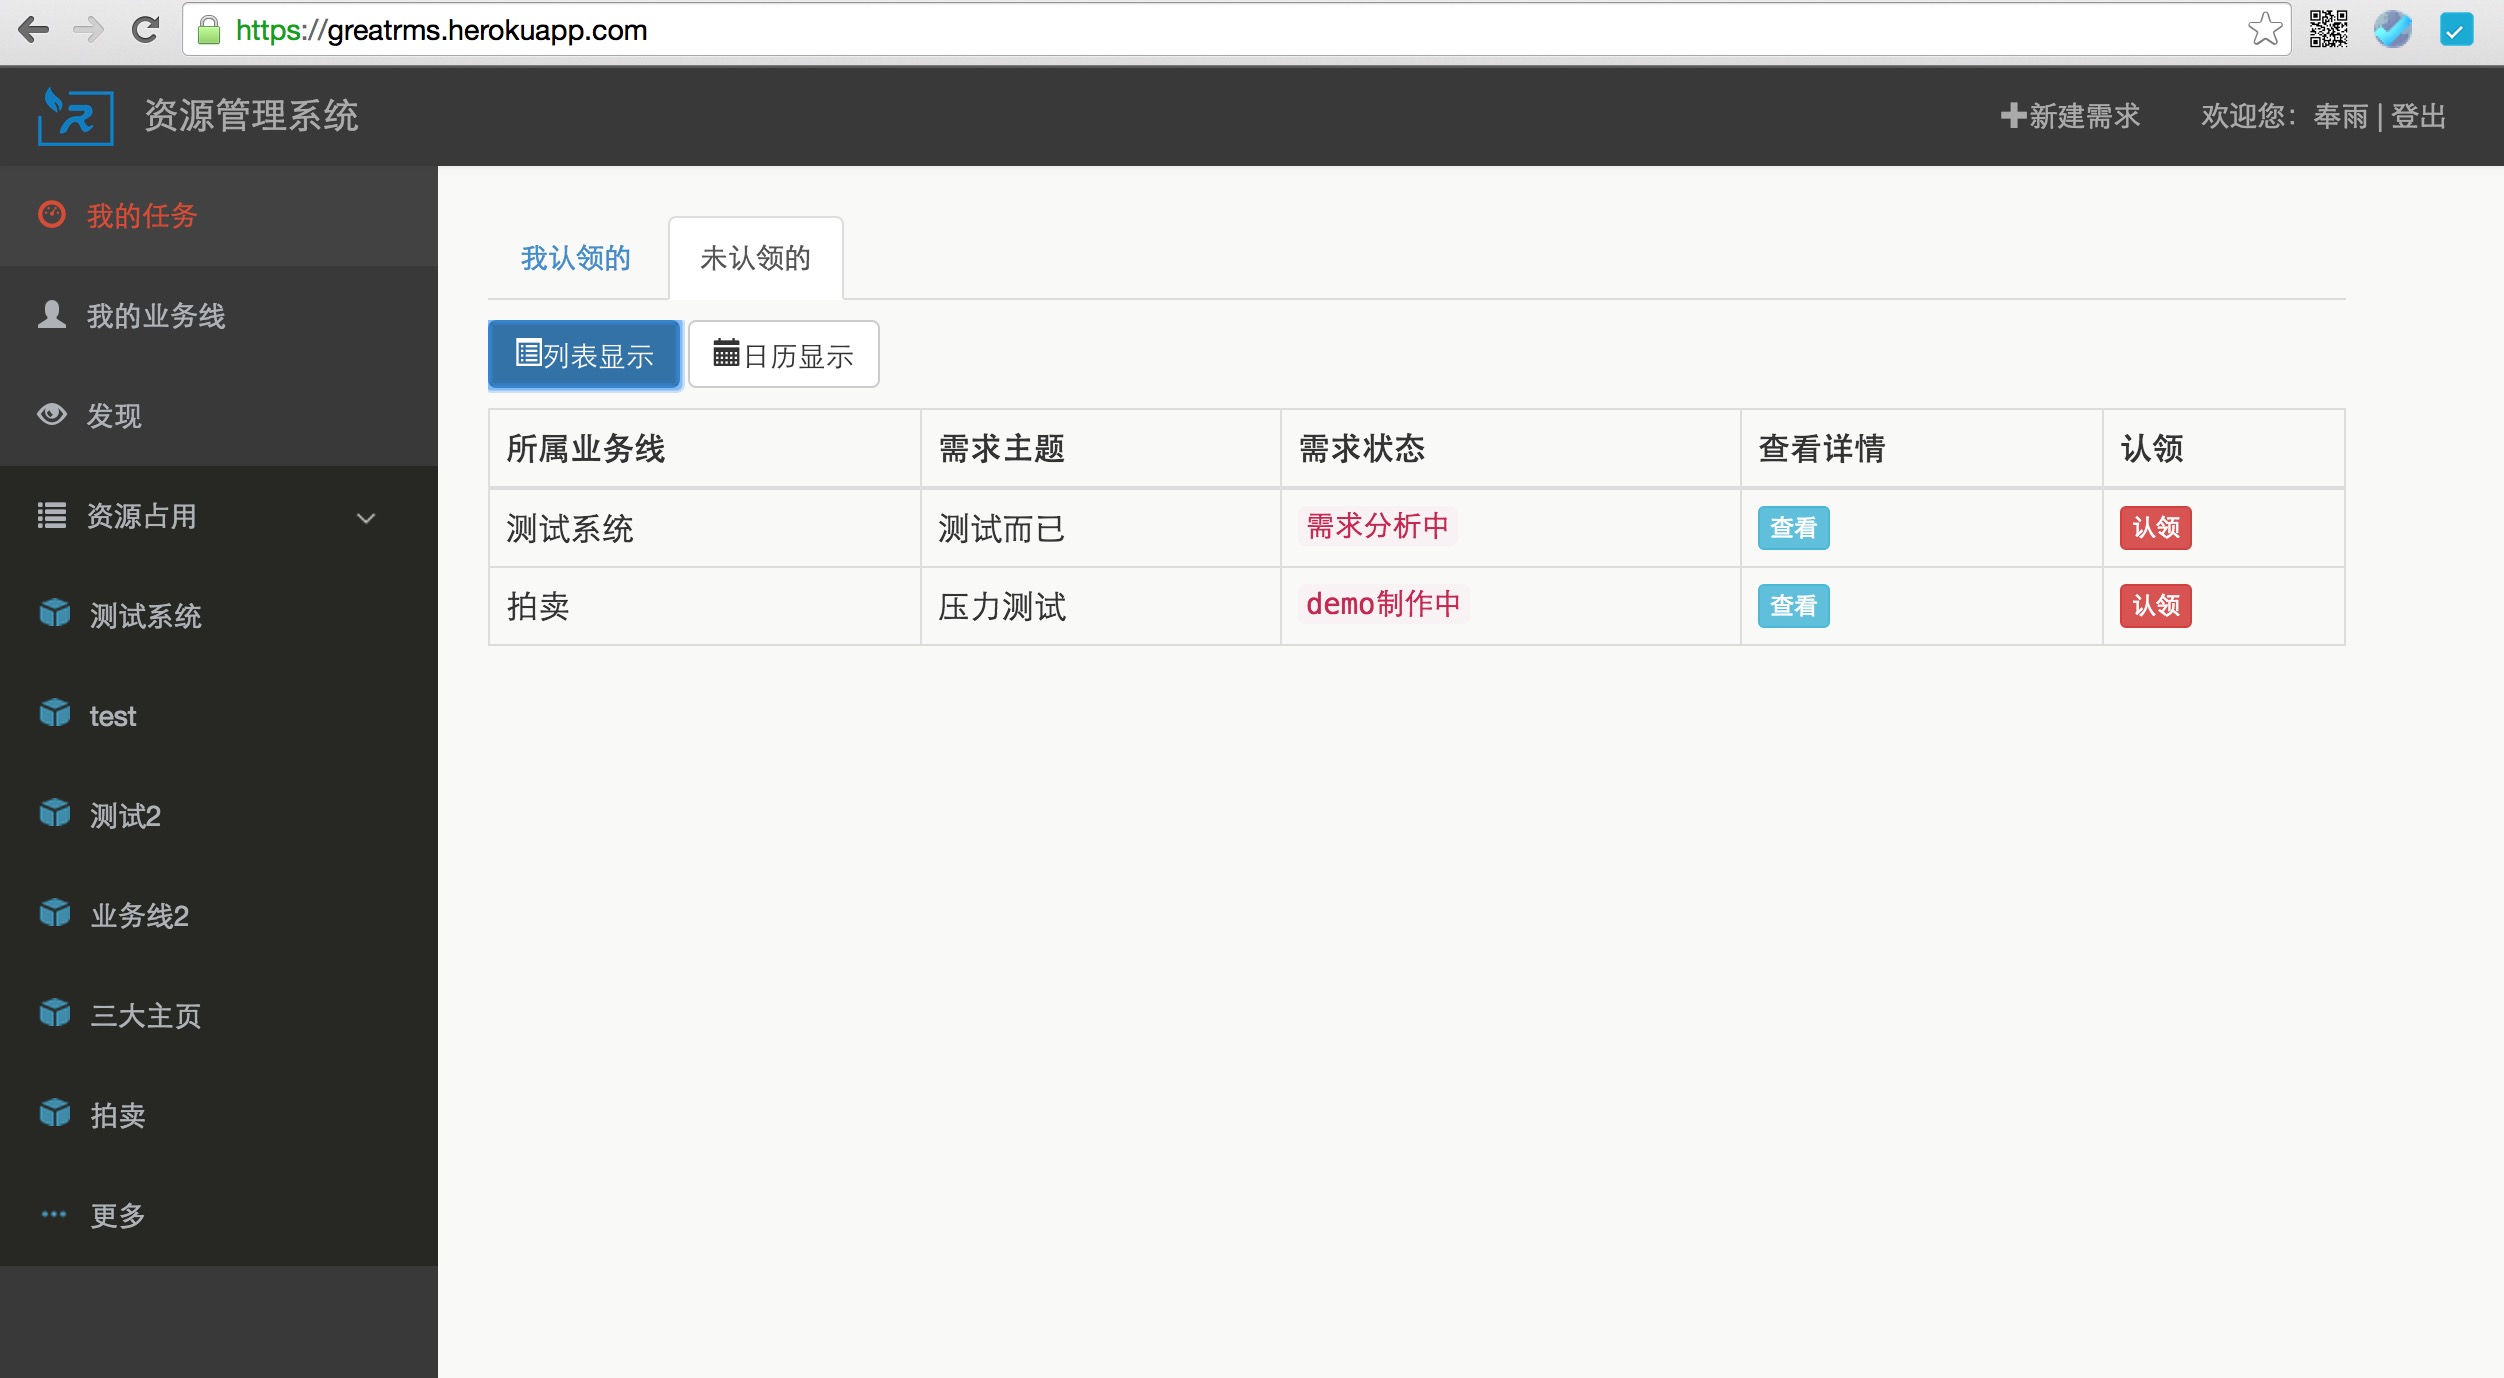 https://greatrms.herokuapp.com
资源管理系统
新建需求
欢迎您：奉雨 | 登出
我的任务
我的业务线
发现
资源占用
测试系统
test
测试2
业务线2
三大主页
拍卖
更多
我认领的 未认领的
列表显示 日历显示
所属业务线 需求主题 需求状态 查看详情 认领
测试系统 测试而已 需求分析中 查看 认领
拍卖 压力测试 demo制作中 查看 认领